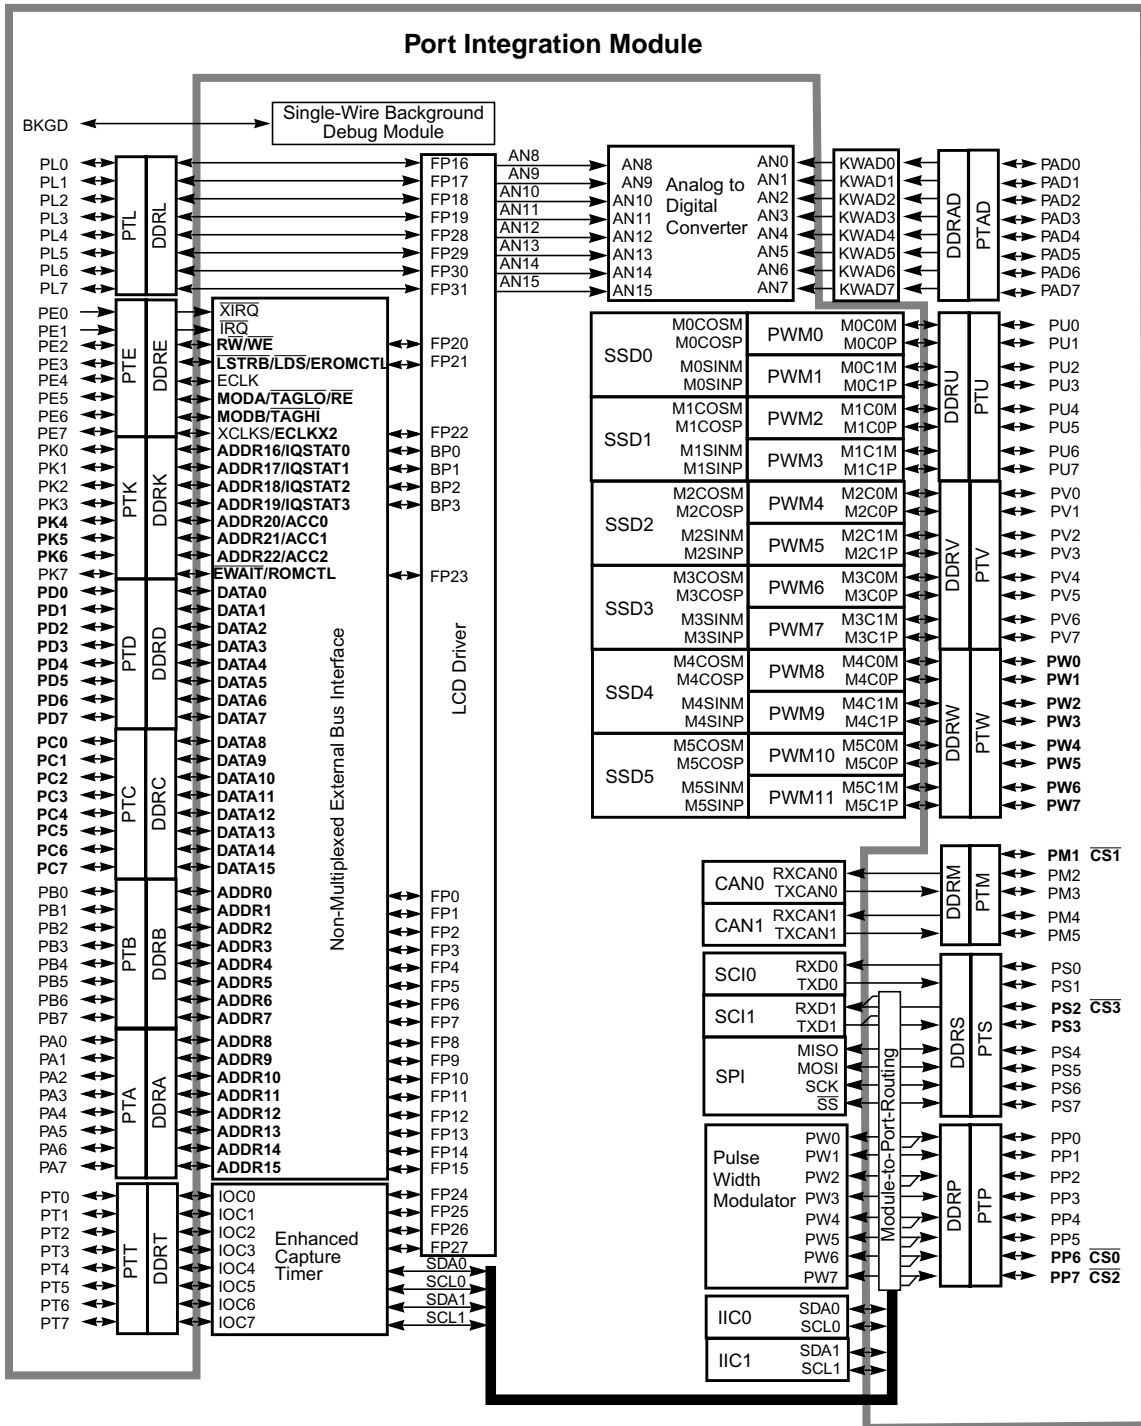 Port Integration Module
BKGD
Single-Wire Background
Debug Module
PL0
PL1
PL2
PL3
PL4
PL5
PL6
PL7
PTL
DDRL
FP16
FP17
FP18
FP19
FP28
FP29
FP30
FP31
AN8
AN9
AN10
AN11
AN12
AN13
AN14
AN15
AN8
AN9
AN10
AN11
AN12
AN13
AN14
AN15
Analog to
Digital
Converter
AN0
AN1
AN2
AN3
AN4
AN5
AN6
AN7
KWAD0
KWAD1
KWAD2
KWAD3
KWAD4
KWAD5
KWAD6
KWAD7
DDRAD
PTAD
PAD0
PAD1
PAD2
PAD3
PAD4
PAD5
PAD6
PAD7
PE0
PE1
PE2
PE3
PE4
PE5
PE6
PE7
PTE
DDRE
XIRQ
IRQ
RW/WE
LSTRB/LDS/EROMCTL
ECLK
MODA/TAGLO/RE
MODB/TAGHI
XCLKS/ECLKX2
FP20
FP21
FP22
PK0
PK1
PK2
PK3
PK4
PK5
PK6
PK7
PTK
DDRK
ADDR16/IQSTAT0
ADDR17/IQSTAT1
ADDR18/IQSTAT2
ADDR19/IQSTAT3
ADDR20/ACC0
ADDR21/ACC1
ADDR22/ACC2
EWAIT/ROMCTL
BP0
BP1
BP2
BP3
FP23
PD0
PD1
PD2
PD3
PD4
PD5
PD6
PD7
PTD
DDRD
DATA0
DATA1
DATA2
DATA3
DATA4
DATA5
DATA6
DATA7
PC0
PC1
PC2
PC3
PC4
PC5
PC6
PC7
PTC
DDRC
DATA8
DATA9
DATA10
DATA11
DATA12
DATA13
DATA14
DATA15
Non-Multiplexed External Bus Interface
LCD Driver
PB0
PB1
PB2
PB3
PB4
PB5
PB6
PB7
PTB
DDRB
ADDR0
ADDR1
ADDR2
ADDR3
ADDR4
ADDR5
ADDR6
ADDR7
FP0
FP1
FP2
FP3
FP4
FP5
FP6
FP7
PA0
PA1
PA2
PA3
PA4
PA5
PA6
PA7
PTA
DDRA
ADDR8
ADDR9
ADDR10
ADDR11
ADDR12
ADDR13
ADDR14
ADDR15
FP8
FP9
FP10
FP11
FP12
FP13
FP14
FP15
PT0
PT1
PT2
PT3
PT4
PT5
PT6
PT7
PTT
DDRT
IOC0
IOC1
IOC2
IOC3
IOC4
IOC5
IOC6
IOC7
Enhanced
Capture
Timer
FP24
FP25
FP26
FP27
SDA0
SCL0
SDA1
SCL1
SSD0
M0COSM
M0COSP
M0SINM
M0SINP
PWM0
PWM1
M0C0M
M0C0P
M0C1M
M0C1P
SSD1
M1COSM
M1COSP
M1SINM
M1SINP
PWM2
PWM3
M1C0M
M1C0P
M1C1M
M1C1P
DDRU
PTU
PU0
PU1
PU2
PU3
PU4
PU5
PU6
PU7
SSD2
M2COSM
M2COSP
M2SINM
M2SINP
PWM4
PWM5
M2C0M
M2C0P
M2C1M
M2C1P
SSD3
M3COSM
M3COSP
M3SINM
M3SINP
PWM6
PWM7
M3C0M
M3C0P
M3C1M
M3C1P
DDRV
PTV
PV0
PV1
PV2
PV3
PV4
PV5
PV6
PV7
SSD4
M4COSM
M4COSP
M4SINM
M4SINP
PWM8
PWM9
M4C0M
M4C0P
M4C1M
M4C1P
SSD5
M5COSM
M5COSP
M5SINM
M5SINP
PWM10
PWM11
M5C0M
M5C0P
M5C1M
M5C1P
DDRW
PTW
PW0
PW1
PW2
PW3
PW4
PW5
PW6
PW7
CAN0
RXCAN0
TXCAN0
CAN1
RXCAN1
TXCAN1
DDRM
PTM
PM1 CS1
PM2
PM3
PM4
PM5
SCI0
RXD0
TXD0
SCI1
RXD1
TXD1
SPI
MISO
MOSI
SCK
SS
DDRS
PTS
PS0
PS1
PS2 CS3
PS3
PS4
PS5
PS6
PS7
Module-to-Port-Routing
Pulse
Width
Modulator
PW0
PW1
PW2
PW3
PW4
PW5
PW6
PW7
DDRP
PTP
PP0
PP1
PP2
PP3
PP4
PP5
PP6 CS0
PP7 CS2
IIC0
SDA0
SCL0
IIC1
SDA1
SCL1